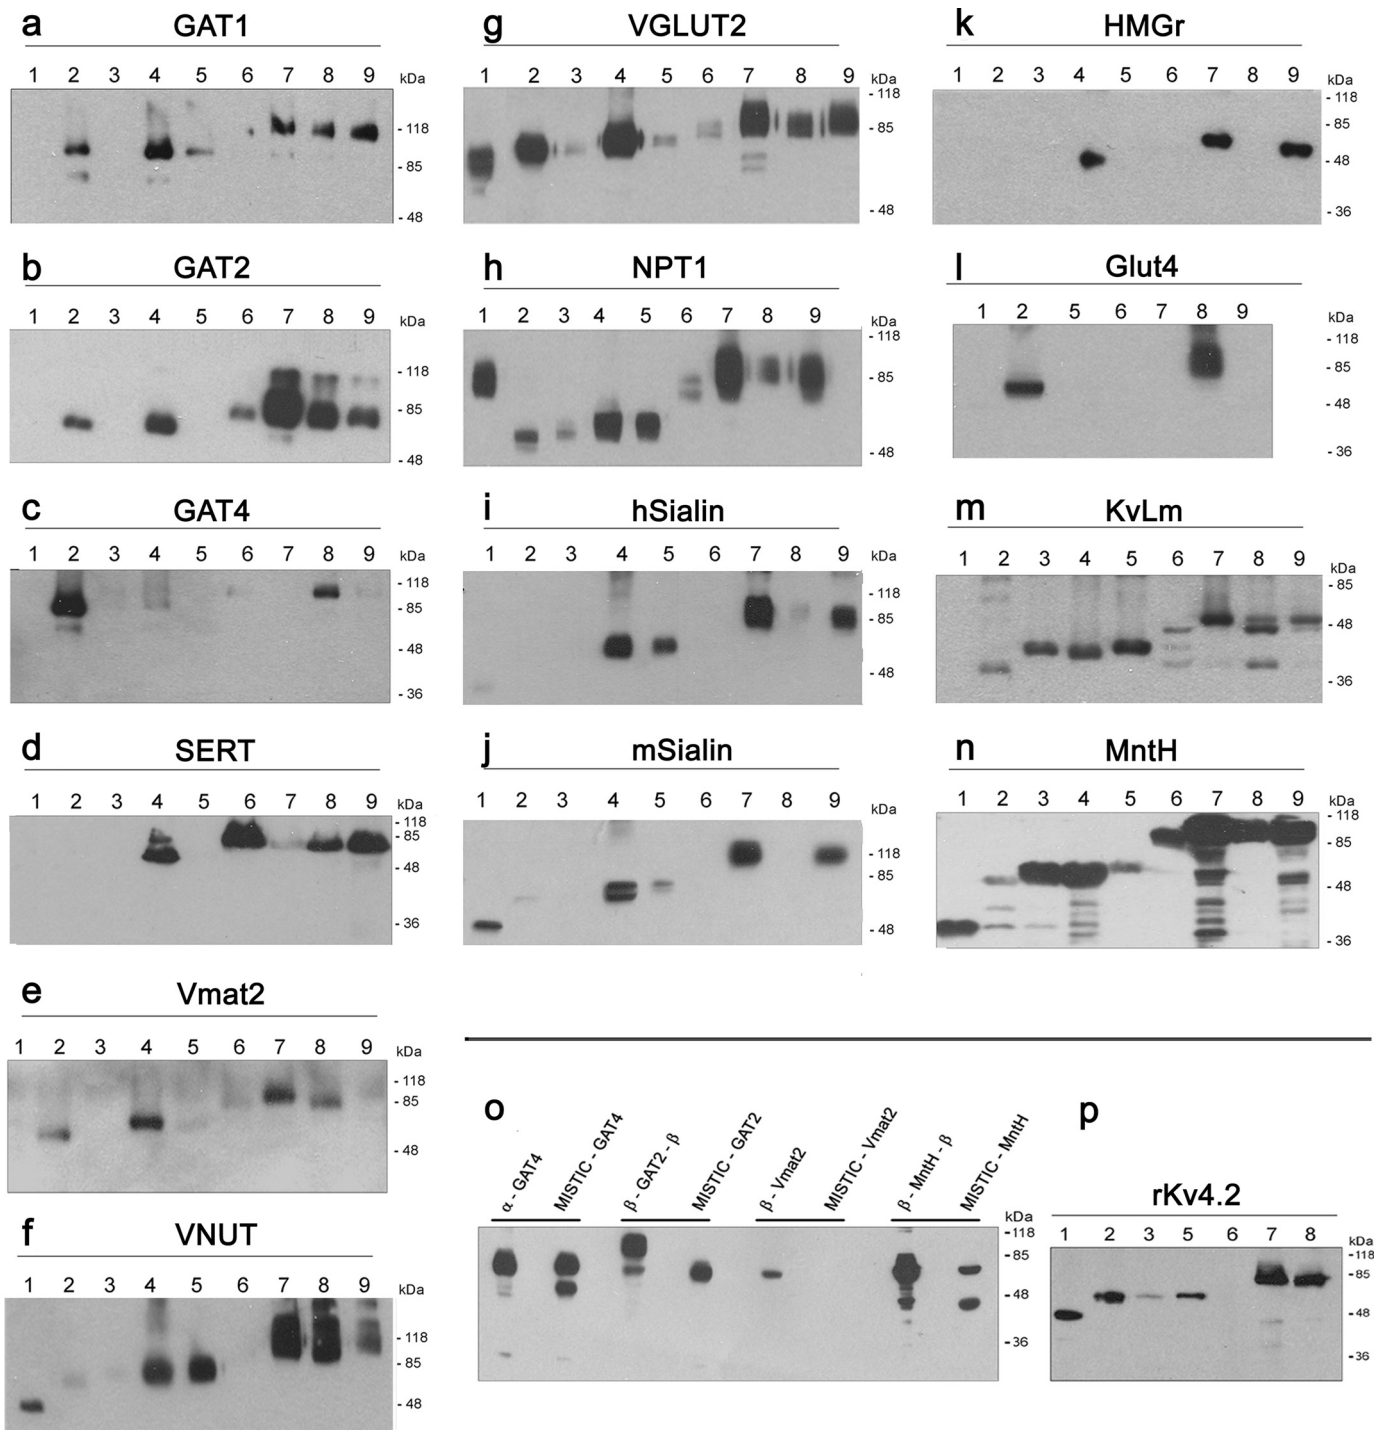 a
GAT1
1 2 3 4 5 6 7 8 9 kDa
- 118
- 85
- 48
b
GAT2
1 2 3 4 5 6 7 8 9 kDa
- 118
- 85
- 48
c
GAT4
1 2 3 4 5 6 7 8 9 kDa
- 118
- 85
- 48
- 36
d
SERT
1 2 3 4 5 6 7 8 9 kDa
- 118
- 85
- 48
- 36
e
Vmat2
1 2 3 4 5 6 7 8 9 kDa
- 118
- 85
- 48
f
VNUT
1 2 3 4 5 6 7 8 9 kDa
- 118
- 85
- 48
g
VGLUT2
1 2 3 4 5 6 7 8 9 kDa
- 118
- 85
- 48
h
NPT1
1 2 3 4 5 6 7 8 9 kDa
- 118
- 85
- 48
i
hSialin
1 2 3 4 5 6 7 8 9 kDa
- 118
- 85
- 48
j
mSialin
1 2 3 4 5 6 7 8 9 kDa
- 118
- 85
- 48
k
HMGr
1 2 3 4 5 6 7 8 9 kDa
- 118
- 85
- 48
- 36
l
Glut4
1 2 5 6 7 8 9 kDa
- 118
- 85
- 48
- 36
m
KvLm
1 2 3 4 5 6 7 8 9 kDa
- 85
- 48
- 36
n
MntH
1 2 3 4 5 6 7 8 9 kDa
- 118
- 85
- 48
- 36
o
α - GAT4
MISTIC - GAT4
β - GAT2 - β
MISTIC - GAT2
β - Vmat2
MISTIC - Vmat2
β - MntH - β
MISTIC - MntH
kDa
- 118
- 85
- 48
- 36
p
rKv4.2
1 2 3 5 6 7 8 kDa
- 118
- 85
- 48
- 36